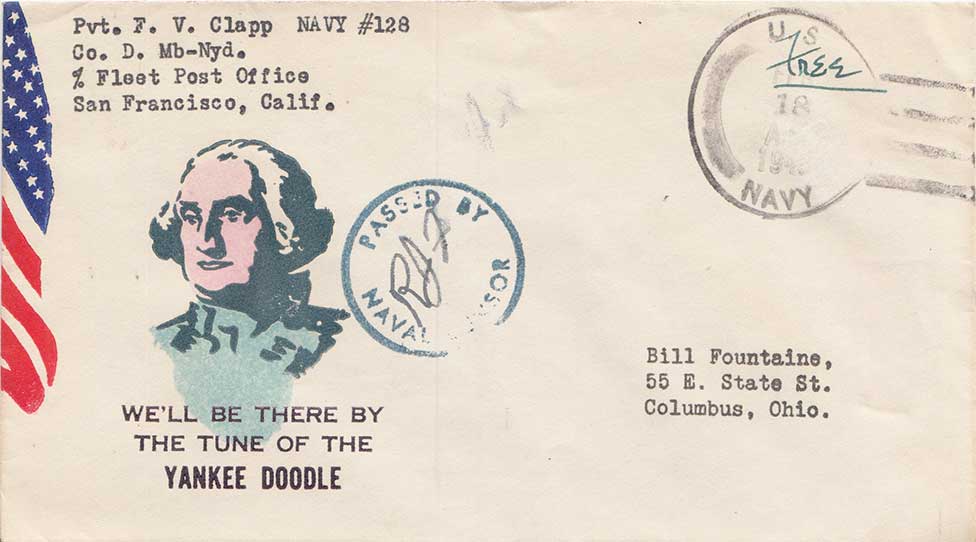 Pvt. F. V. Clapp NAVY #128
Co. D. Mb-Nyd.
% Fleet Post Office
San Francisco, Calif.
U S
free
18
NAVY
PASSED BY
NAVAL
Bill Fountaine,
55 E. State St.
Columbus, Ohio.
WE'LL BE THERE BY
THE TUNE OF THE
YANKEE DOODLE